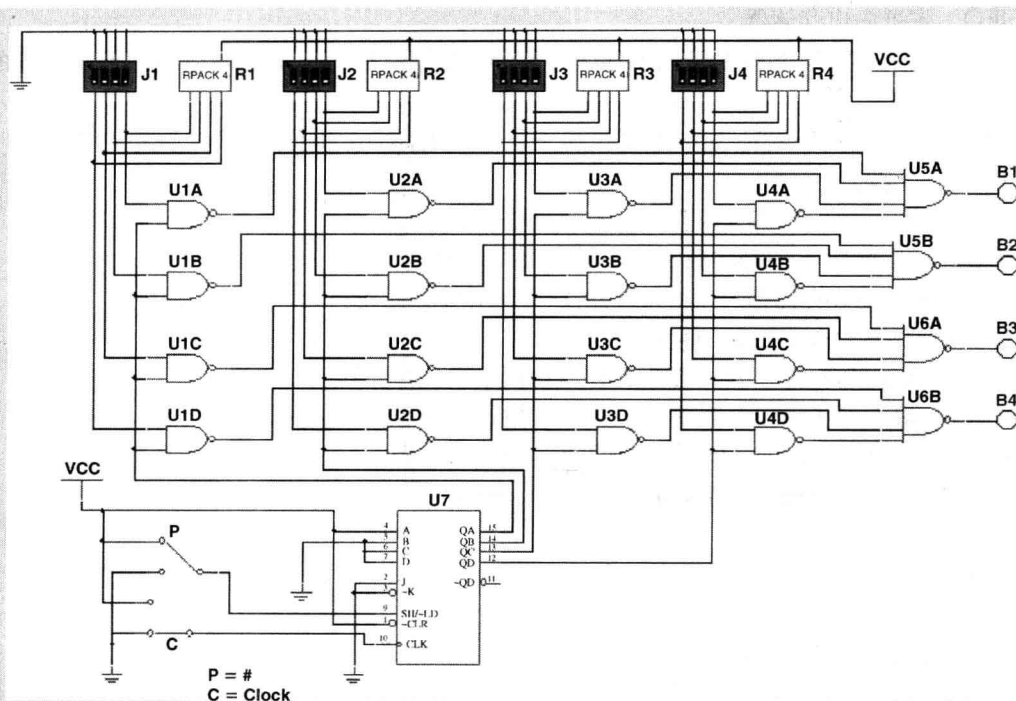 J1 RPACK 4 R1 J2 RPACK 4 R2 J3 RPACK 4 R3 J4 RPACK 4 R4 VCC
U1A U2A U3A U4A U5A B1
U1B U2B U3B U4B U5B B2
U1C U2C U3C U4C U6A B3
U1D U2D U3D U4D U6B B4
VCC
U7
P
4 A QA 15
5 B QB 14
6 C QC 13
7 D QD 12
2 J ~QD 11
3 ~K
9 SH/~LD
1 ~CLR
10 CLK
C
P = #
C = Clock